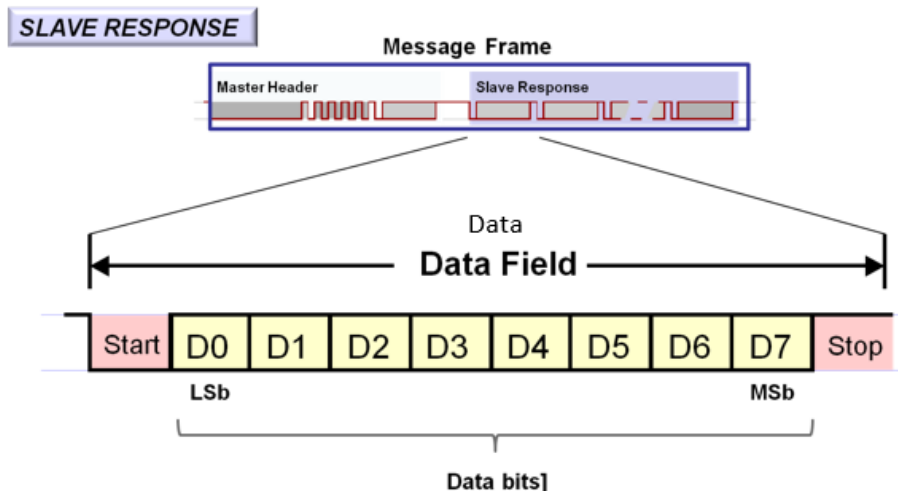 SLAVE RESPONSE
Message Frame
Master Header
Slave Response
Data
Data Field
Start D0 D1 D2 D3 D4 D5 D6 D7 Stop
LSb MSb
Data bits]